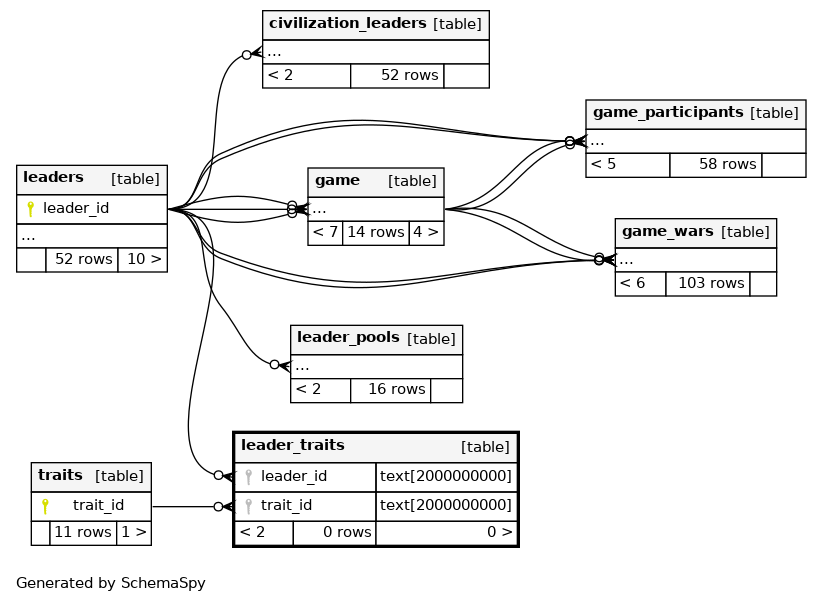 civilization_leaders [table]
...
< 2 52 rows
game_participants [table]
...
< 5 58 rows
leaders [table]
leader_id
...
52 rows 10 >
game [table]
...
< 7 14 rows 4 >
game_wars [table]
...
< 6 103 rows
leader_pools [table]
...
< 2 16 rows
leader_traits [table]
leader_id text[2000000000]
trait_id text[2000000000]
< 2 0 rows 0 >
traits [table]
trait_id
11 rows 1 >
Generated by SchemaSpy